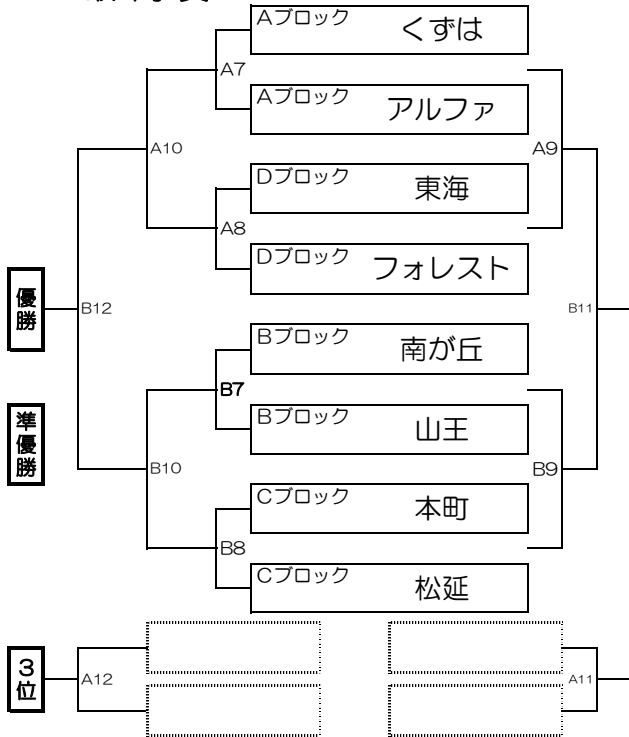 Aブロック くずは
A7
Aブロック アルファ
A10
A9
Dブロック 東海
A8
Dブロック フォレスト
優勝
B12
B11
Bブロック 南が丘
B7
Bブロック 山王
準優勝
B10
B9
Cブロック 本町
B8
Cブロック 松延
3位
A12
A11